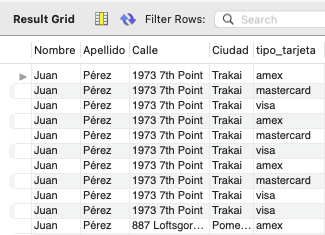 Result Grid Filter Rows: Search
Nombre Apellido Calle Ciudad tipo_tarjeta
Juan Pérez 1973 7th Point Trakai amex
Juan Pérez 1973 7th Point Trakai mastercard
Juan Pérez 1973 7th Point Trakai visa
Juan Pérez 1973 7th Point Trakai amex
Juan Pérez 1973 7th Point Trakai mastercard
Juan Pérez 1973 7th Point Trakai visa
Juan Pérez 1973 7th Point Trakai amex
Juan Pérez 1973 7th Point Trakai mastercard
Juan Pérez 1973 7th Point Trakai visa
Juan Pérez 1973 7th Point Trakai visa
Juan Pérez 887 Loftsgor... Pome... amex